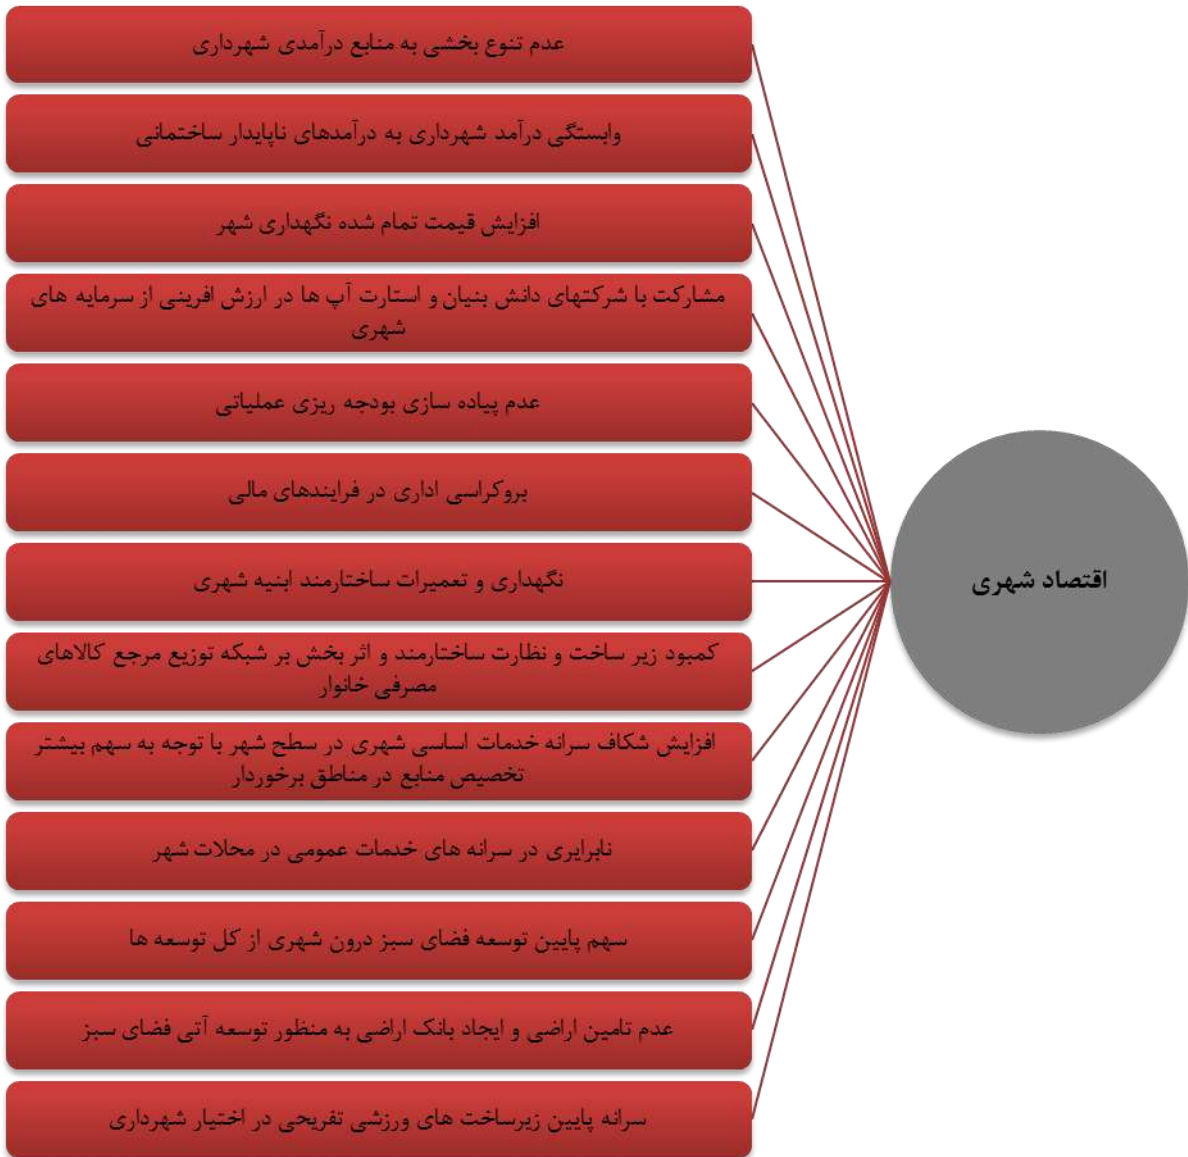 اقتصاد شهری
عدم تنوع بخشی به منابع درآمدی شهرداری
وابستگی درآمد شهرداری به درآمدهای ناپایدار ساختمانی
افزایش قیمت تمام شده نگهداری شهر
مشارکت با شرکتهای دانش بنیان و استارت آپ ها در ارزش افرینی از سرمایه های
شهری
عدم پیاده سازی بودجه ریزی عملیاتی
بروکراسی اداری در فرایندهای مالی
نگهداری و تعمیرات ساختارمند ابنیه شهری
کمبود زیر ساخت و نظارت ساختارمند و اثر بخش بر شبکه توزیع مرجع کالاهای
مصرفی خانوار
افزایش شکاف سرانه خدمات اساسی شهری در سطح شهر با توجه به سهم بیشتر
تخصیص منابع در مناطق برخوردار
نابرابری در سرانه های خدمات عمومی در محلات شهر
سهم پایین توسعه فضای سبز درون شهری از کل توسعه ها
عدم تامین اراضی و ایجاد بانک اراضی به منظور توسعه آتی فضای سبز
سرانه پایین زیرساخت های ورزشی تفریحی در اختیار شهرداری